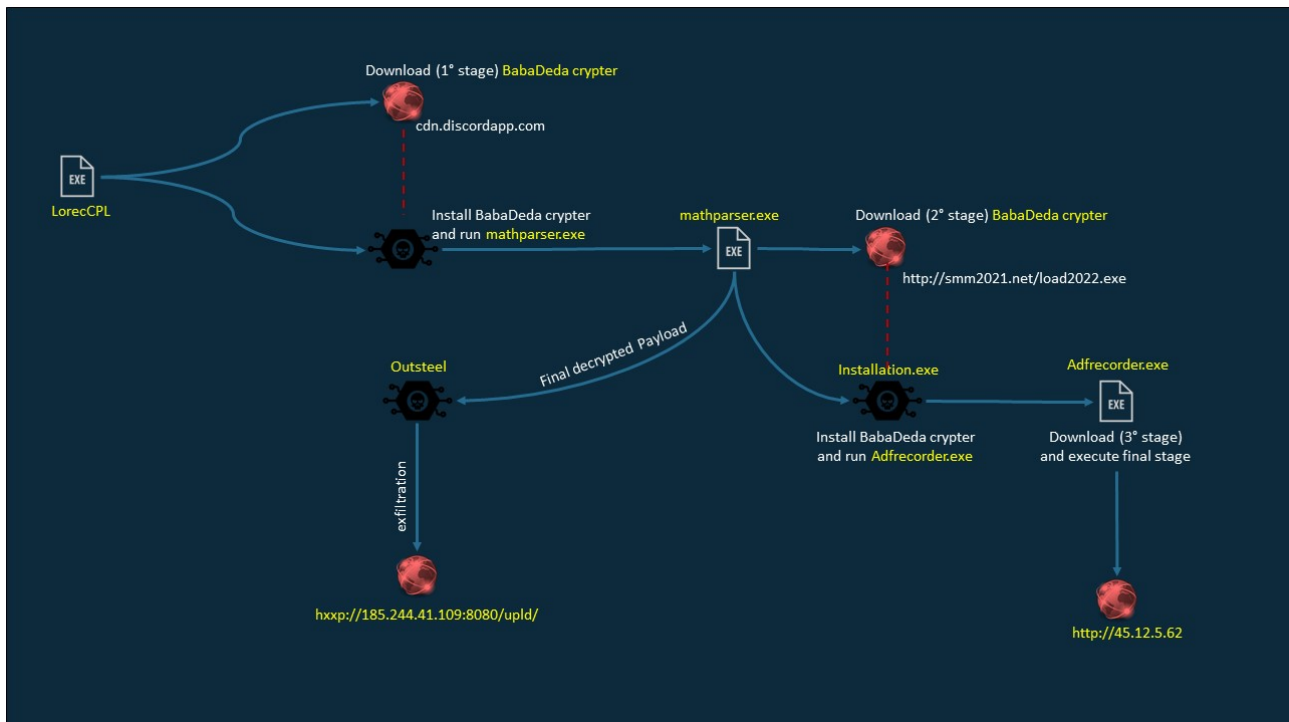 Download (1° stage) BabaDeda crypter
cdn.discordapp.com
EXE
LorecCPL
Install BabaDeda crypter
and run mathparser.exe
mathparser.exe
EXE
Download (2° stage) BabaDeda crypter
http://smm2021.net/load2022.exe
Final decrypted Payload
Outsteel
Installation.exe
Install BabaDeda crypter
and run Adfrecorder.exe
Adfrecorder.exe
EXE
Download (3° stage)
and execute final stage
exfiltration
hxxp://185.244.41.109:8080/upld/
http://45.12.5.62